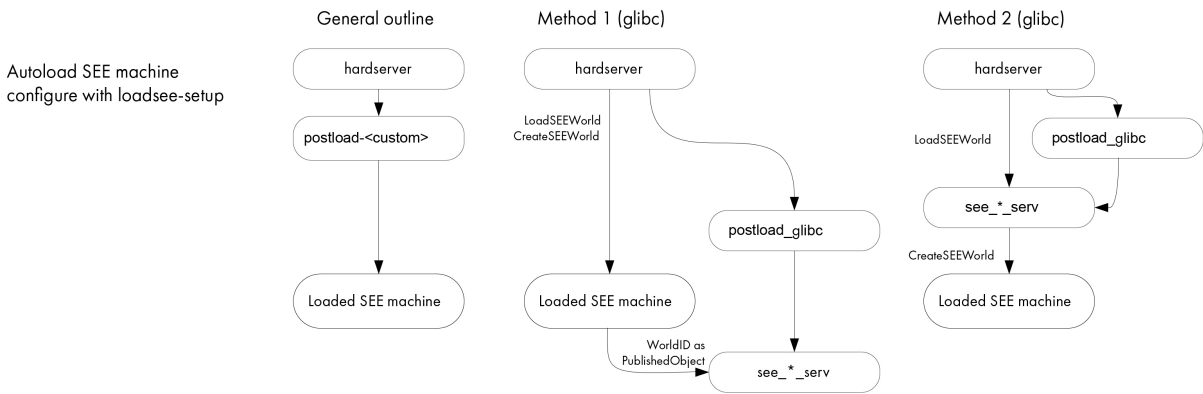 General outline
Method 1 (glibc)
Method 2 (glibc)
Autoload SEE machine
configure with loadsee-setup
hardserver
postload-<custom>
Loaded SEE machine
hardserver
LoadSEEWorld
CreateSEEWorld
postload_glibc
Loaded SEE machine
WorldID as
PublishedObject
see_*_serv
hardserver
LoadSEEWorld
postload_glibc
see_*_serv
CreateSEEWorld
Loaded SEE machine